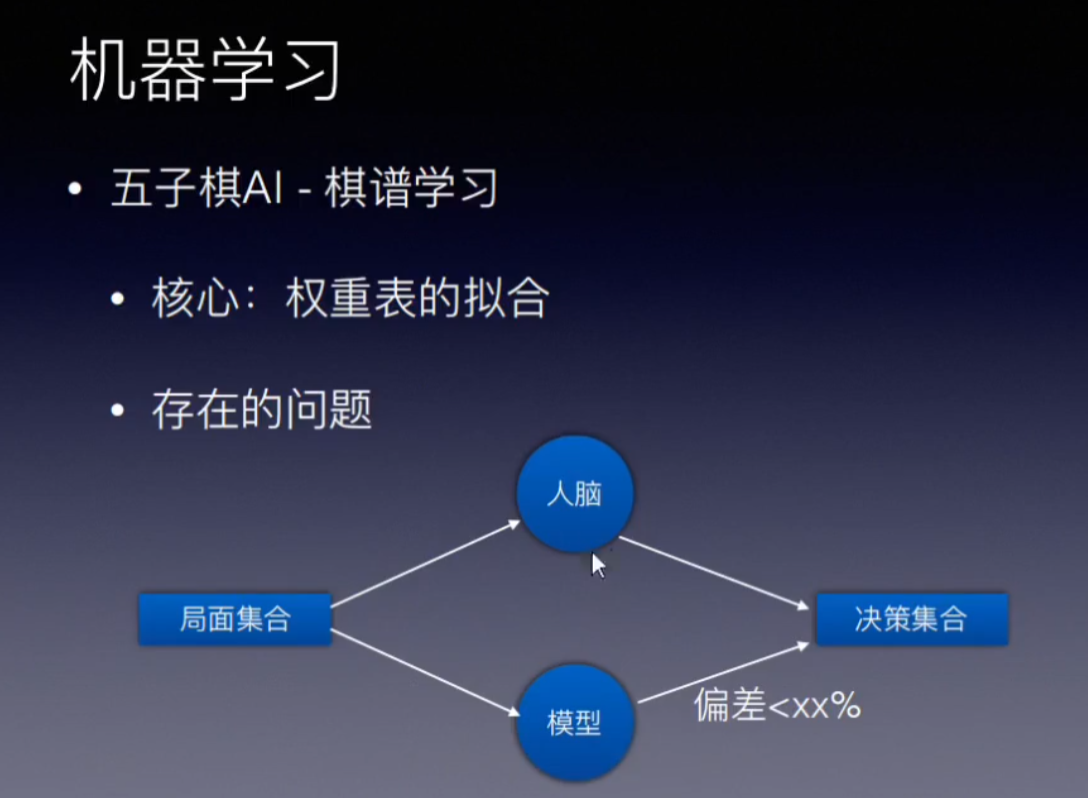 机器学习
• 五子棋AI - 棋谱学习
• 核心：权重表的拟合
• 存在的问题
人脑
局面集合
决策集合
偏差<xx%
模型